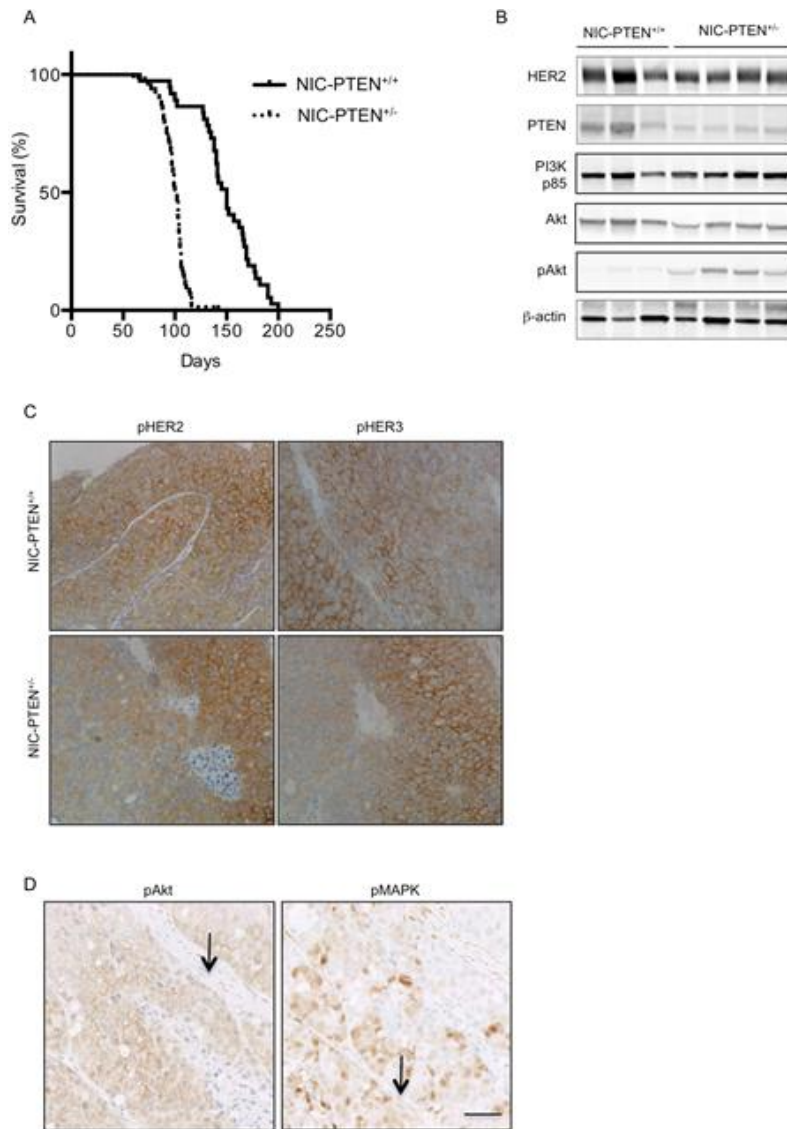 A
100
50
0
Survival (%)
0 50 100 150 200 250
Days
NIC-PTEN+/+
NIC-PTEN+/-
B
NIC-PTEN+/+ NIC-PTEN+/-
HER2
PTEN
PI3K
p85
Akt
pAkt
β-actin
C
pHER2 pHER3
NIC-PTEN+/+
NIC-PTEN+/-
D
pAkt pMAPK